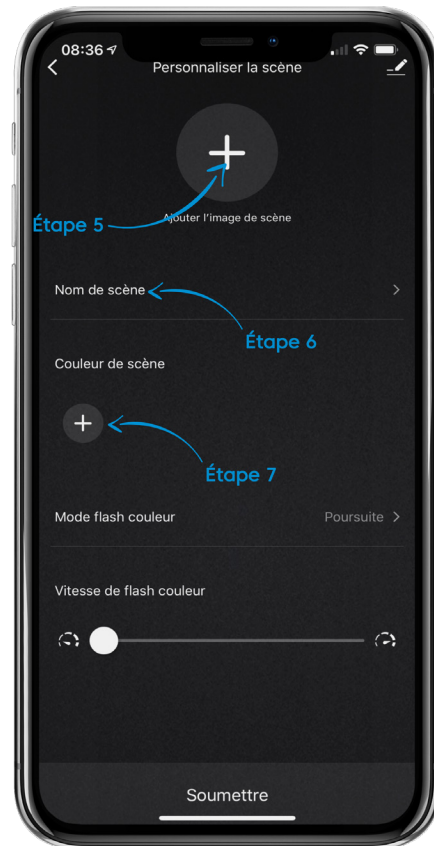 08:36
Personnaliser la scène
Étape 5
Ajouter l'image de scène
Nom de scène
Étape 6
Couleur de scène
Étape 7
Mode flash couleur Poursuite
Vitesse de flash couleur
Soumettre